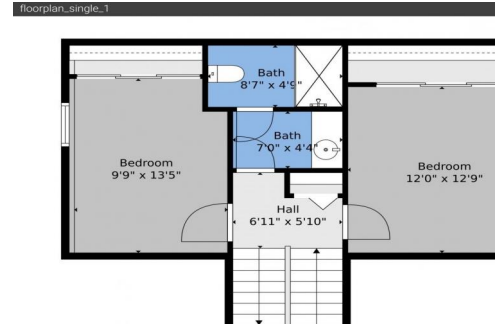 floorplan_single_1
Bath
8'7" x 4'9"
Bath
7'0" x 4'4"
Bedroom
9'9" x 13'5"
Bedroom
12'0" x 12'9"
Hall
6'11" x 5'10"